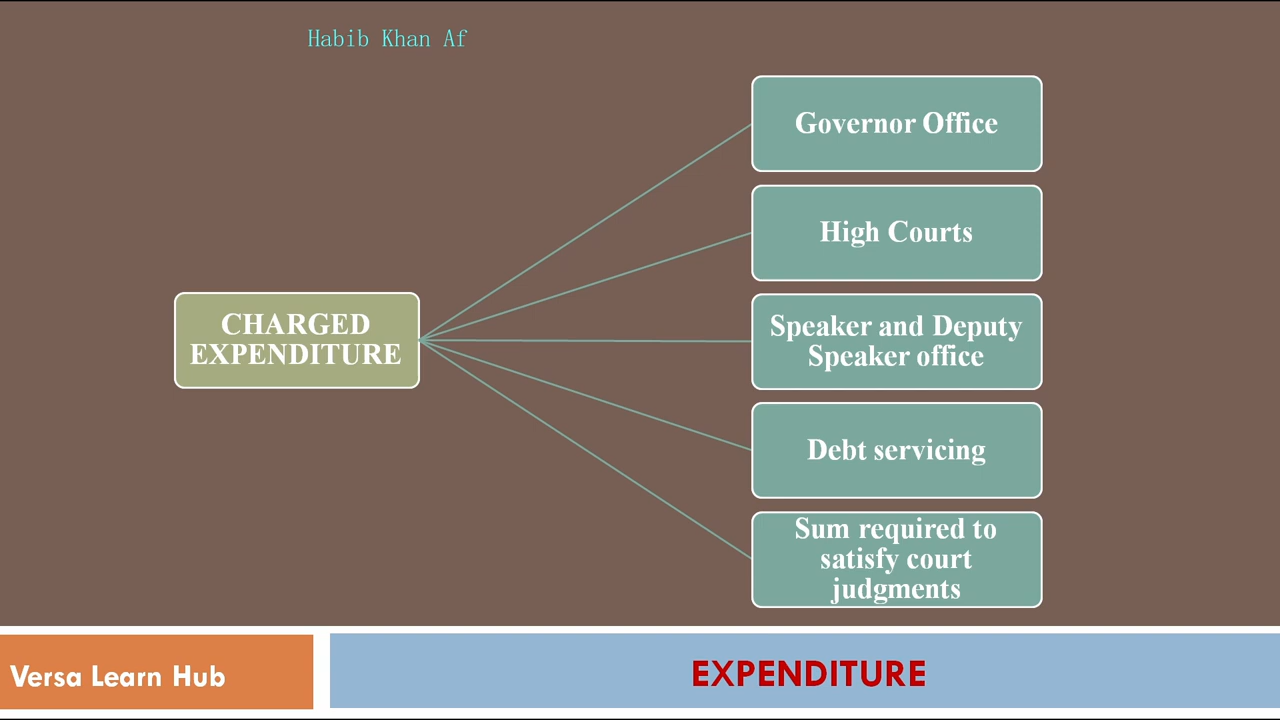 Habib Khan Af
Governor Office
High Courts
CHARGED
EXPENDITURE
Speaker and Deputy
Speaker office
Debt servicing
Sum required to
satisfy court
judgments
Versa Learn Hub
EXPENDITURE